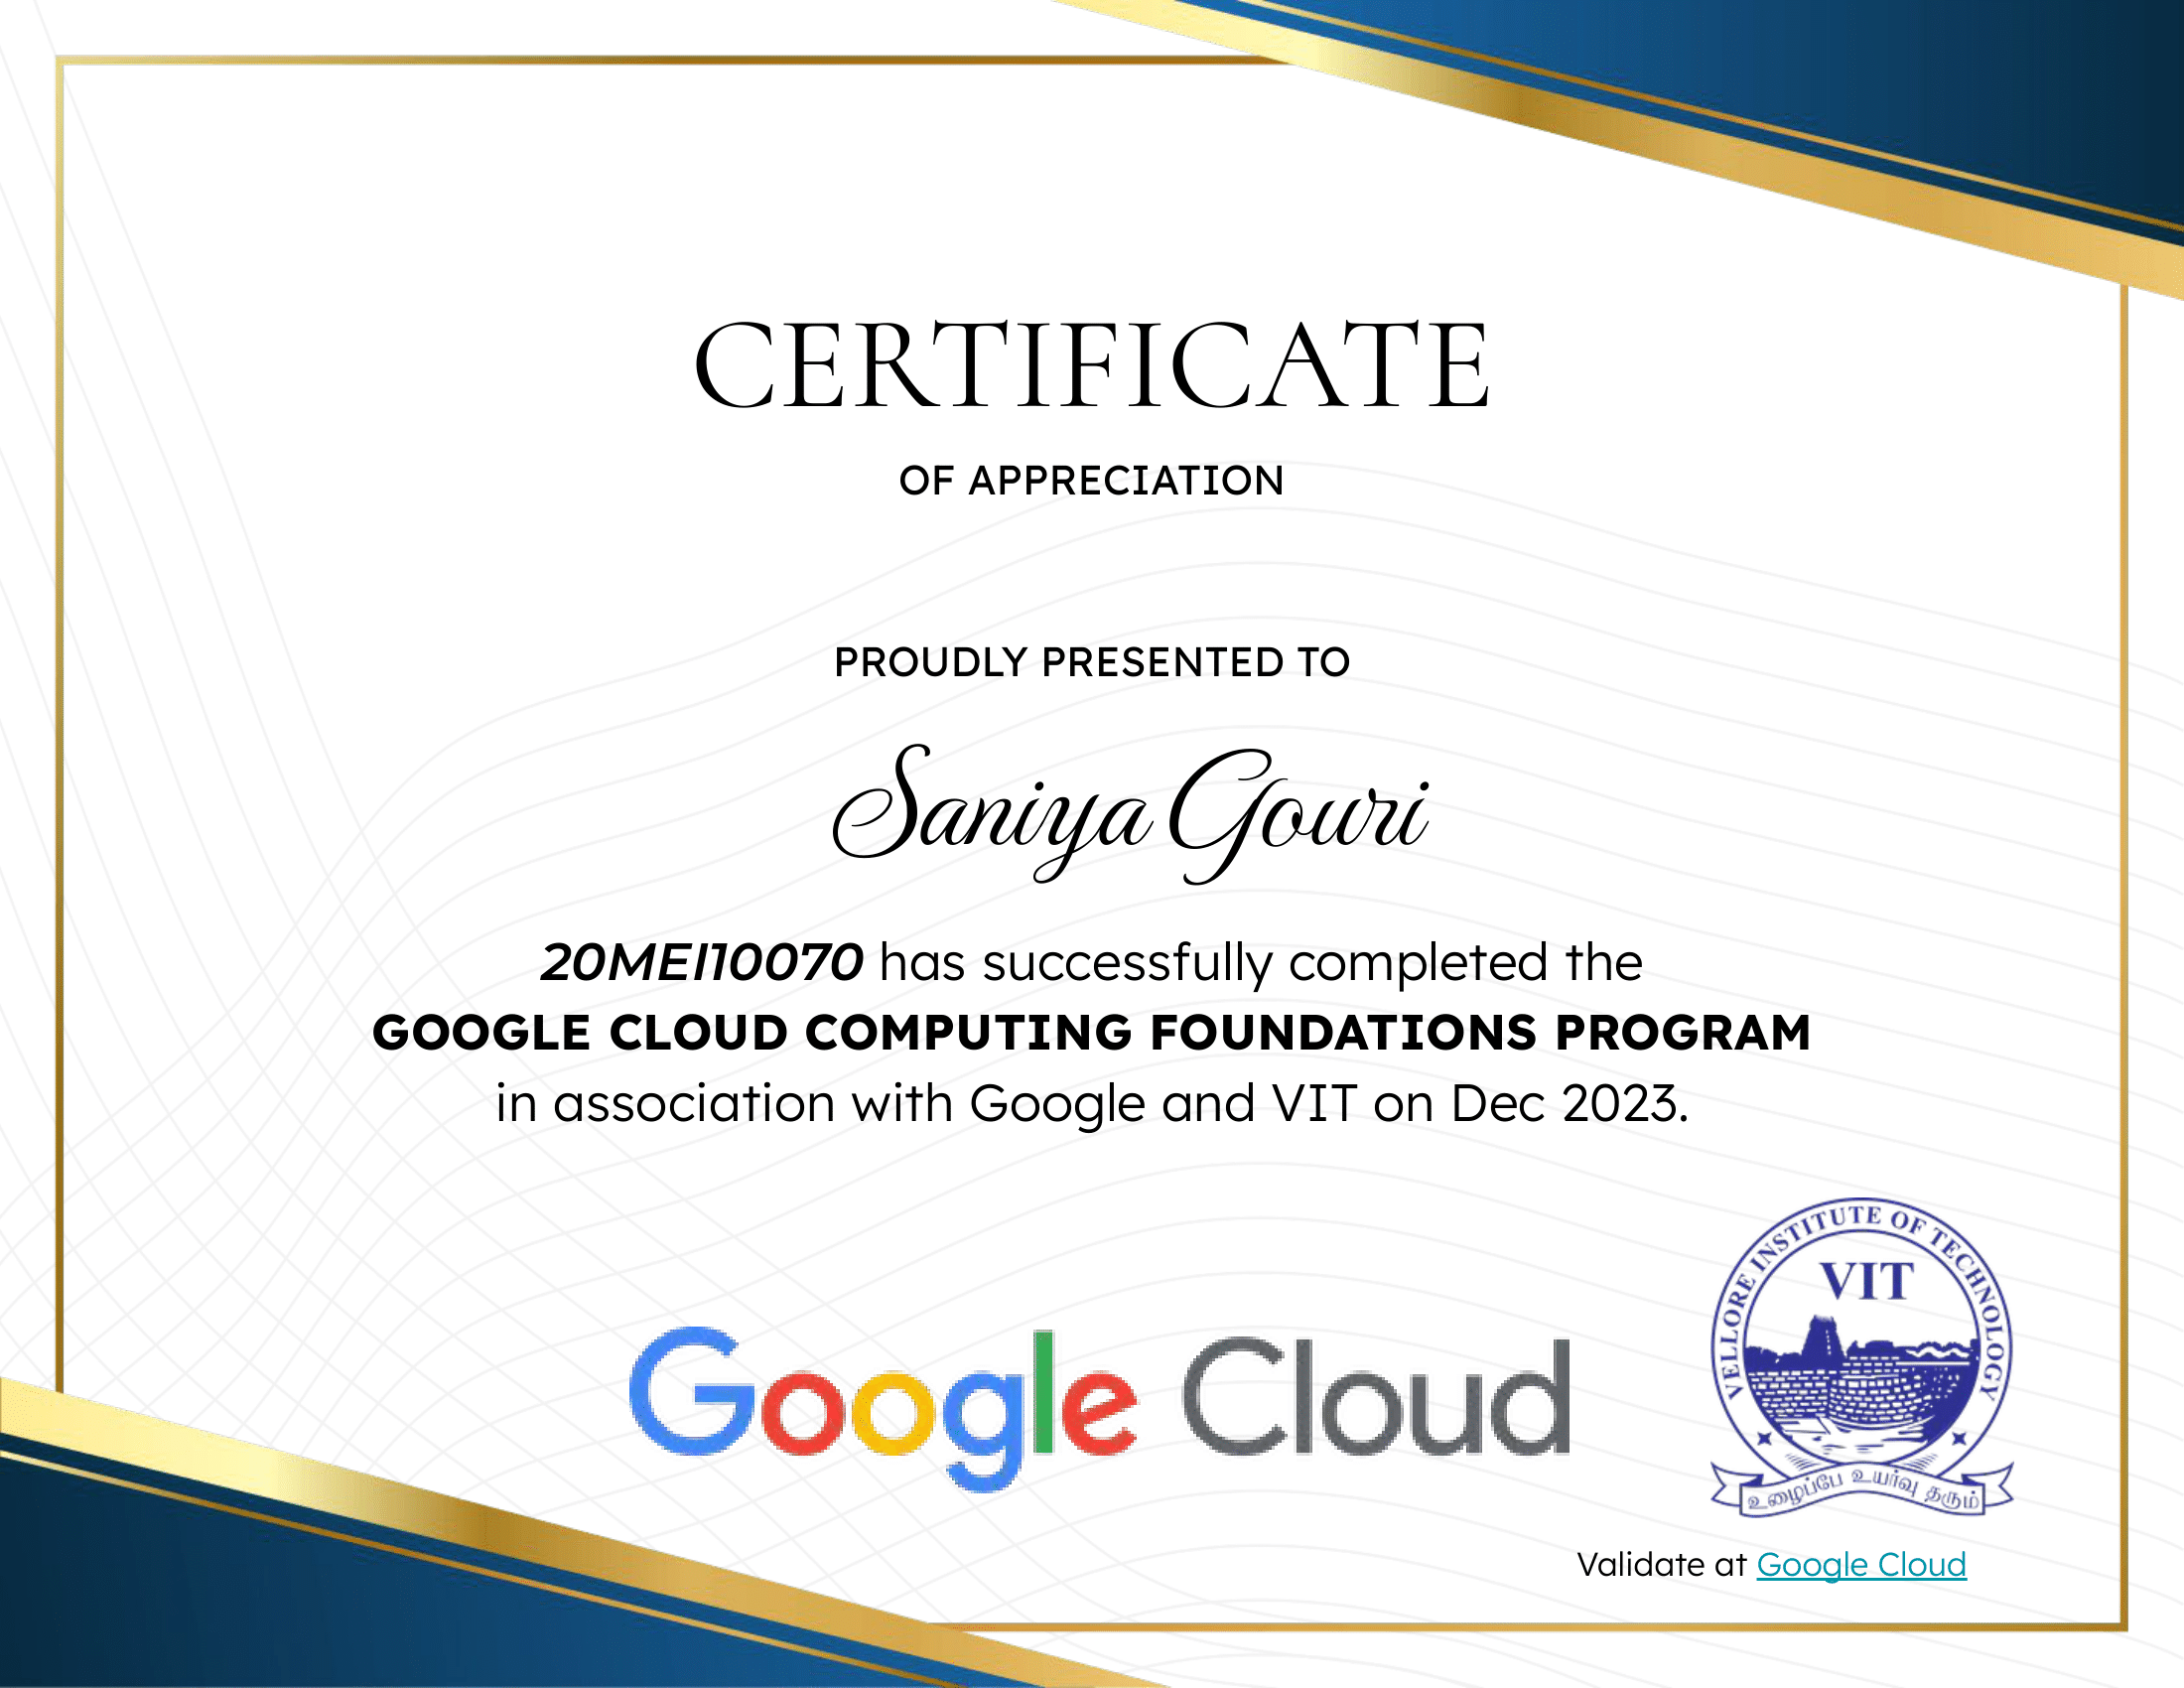 CERTIFICATE
OF APPRECIATION
PROUDLY PRESENTED TO
Saniya Gouri
20MEI10070 has successfully completed the
GOOGLE CLOUD COMPUTING FOUNDATIONS PROGRAM
in association with Google and VIT on Dec 2023.
Google Cloud
VELLORE INSTITUTE OF TECHNOLOGY
VIT
உழைப்பே உயர்வு தரும்
Validate at Google Cloud